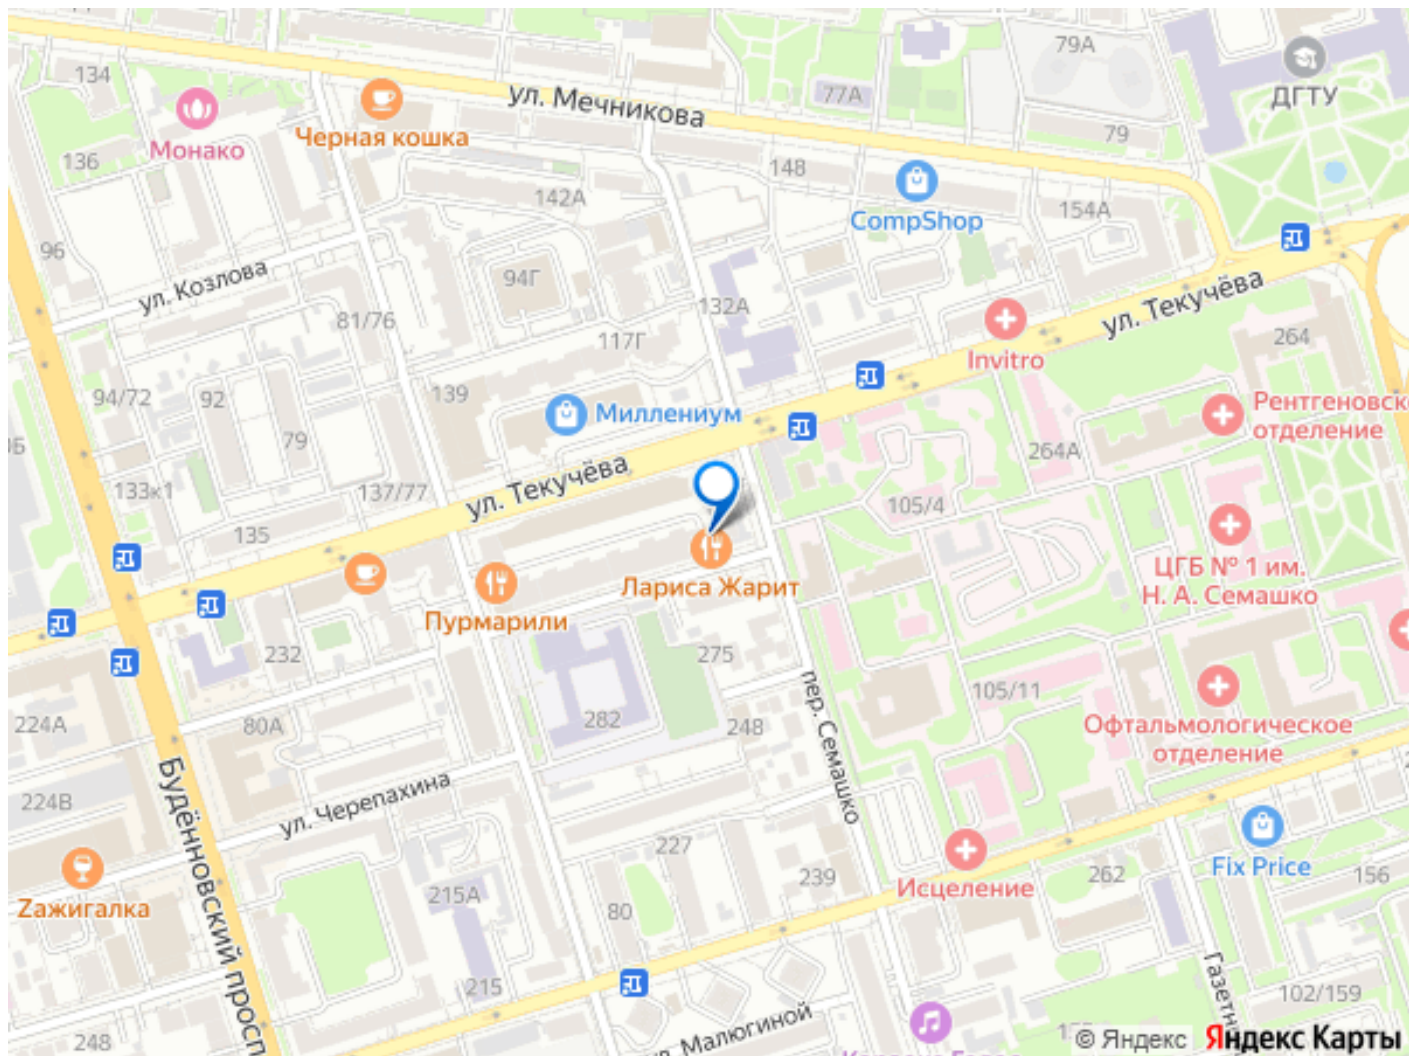 134
Монако
136
Черная кошка
ул. Мечникова
77А
79А
ДГТУ
79
148
142А
CompShop
154А
96
ул. Козлова
94Г
132А
81/76
117Г
Invitro
ул. Текучёва
264
94/72
92
139
Миллениум
79
Рентгеновско
отделение
264А
133к1
137/77
ул. Текучёва
105/4
135
Лариса Жарит
ЦГБ № 1 им.
Н. А. Семашко
Пурмарили
232
275
пер. Семашко
105/11
224А
80А
282
248
Офтальмологическое
отделение
Будённовский просп
224В
ул. Черепахина
227
Fix Price
Zажигалка
215А
80
239
Исцеление
262
156
215
Газетн
102/159
248
Малюгиной
© Яндекс
Яндекс Карты